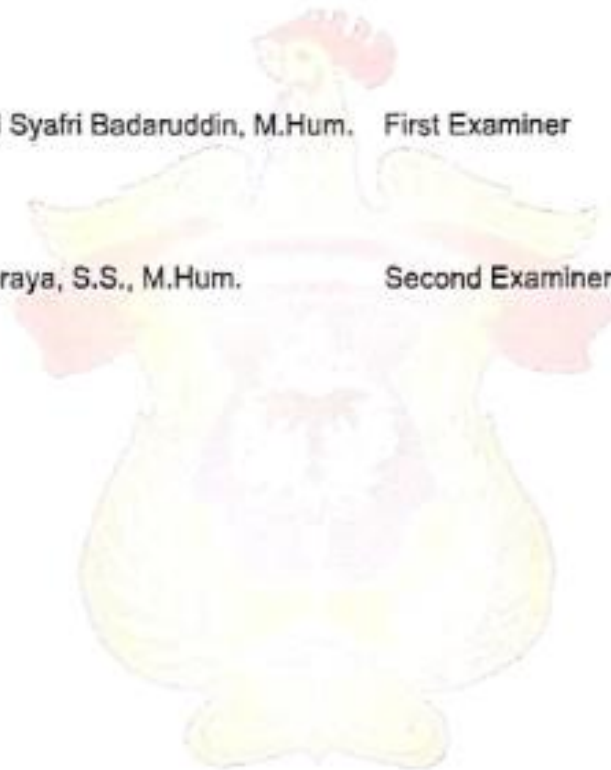 Syafri Badaruddin, M.Hum. First Examiner
raya, S.S., M.Hum. Second Examiner